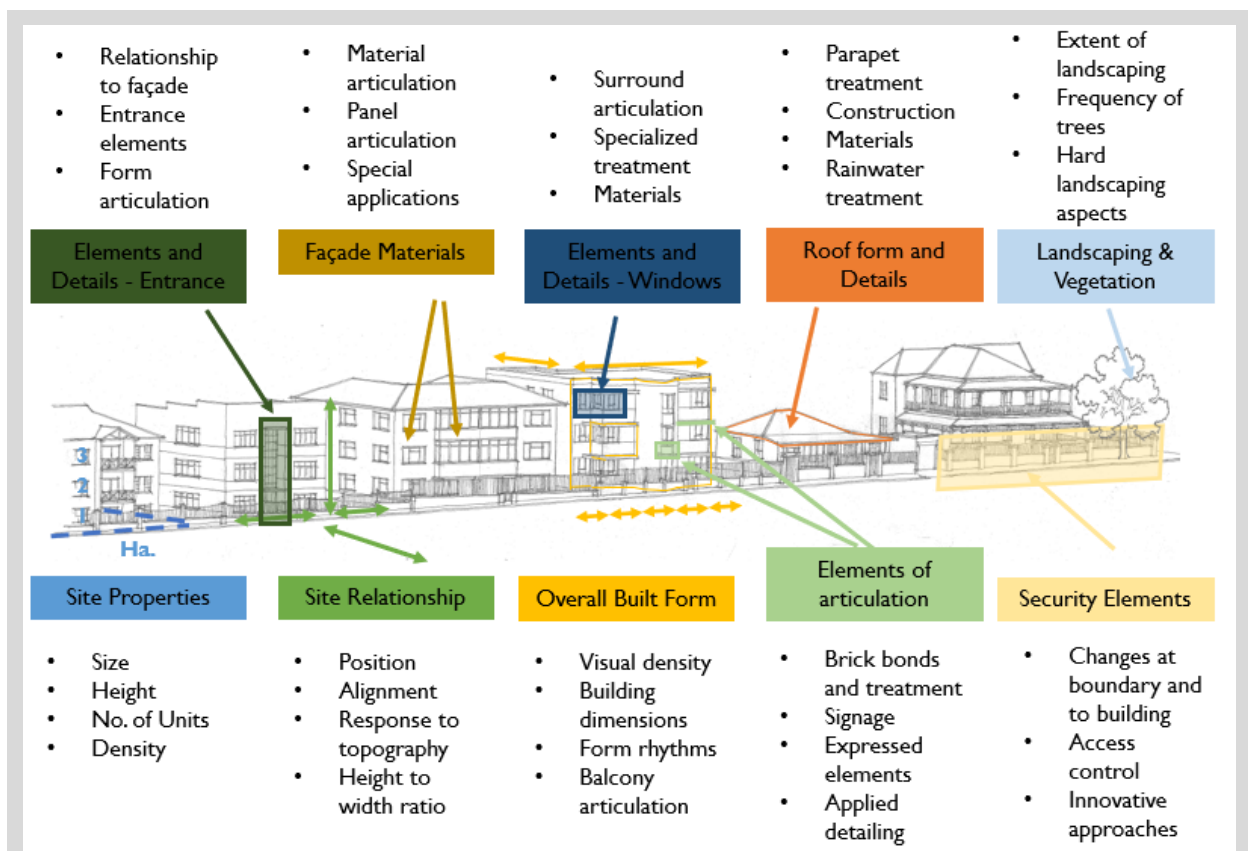 • Relationship
to façade
• Entrance
elements
• Form
articulation
• Material
articulation
• Panel
articulation
• Special
applications
• Surround
articulation
• Specialized
treatment
• Materials
• Parapet
treatment
• Construction
• Materials
• Rainwater
treatment
• Extent of
landscaping
• Frequency of
trees
• Hard
landscaping
aspects
Elements and
Details - Entrance
Façade Materials
Elements and
Details - Windows
Roof form and
Details
Landscaping &
Vegetation
3
2
1
Ha.
Site Properties
Site Relationship
Overall Built Form
Elements of
articulation
Security Elements
• Size
• Height
• No. of Units
• Density
• Position
• Alignment
• Response to
topography
• Height to
width ratio
• Visual density
• Building
dimensions
• Form rhythms
• Balcony
articulation
• Brick bonds
and treatment
• Signage
• Expressed
elements
• Applied
detailing
• Changes at
boundary and
to building
• Access
control
• Innovative
approaches